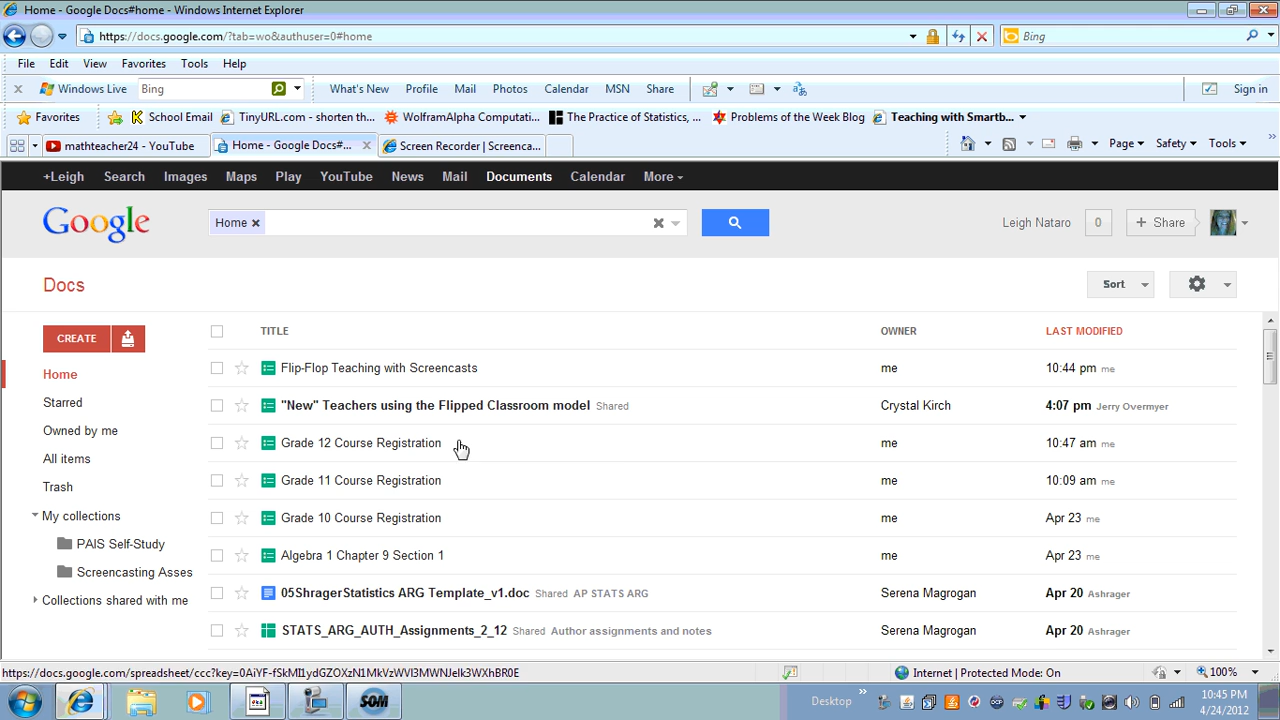 Home - Google Docs#home - Windows Internet Explorer
https://docs.google.com/?tab=wo&authuser=0#home
Bing
File Edit View Favorites Tools Help
Windows Live Bing What's New Profile Mail Photos Calendar MSN Share Sign in
Favorites School Email TinyURL.com - shorten th... WolframAlpha Computati... The Practice of Statistics, ... Problems of the Week Blog Teaching with Smartb...
mathteacher24 - YouTube Home - Google Docs#... Screen Recorder | Screenca... Page Safety Tools
+Leigh Search Images Maps Play YouTube News Mail Documents Calendar More
Google Home Leigh Nataro 0 + Share
Docs Sort
CREATE TITLE OWNER LAST MODIFIED
Home
Starred
Owned by me
All items
Trash
My collections
PAIS Self-Study
Screencasting Asses
Collections shared with me
Flip-Flop Teaching with Screencasts me 10:44 pm me
"New" Teachers using the Flipped Classroom model Shared Crystal Kirch 4:07 pm Jerry Overmyer
Grade 12 Course Registration me 10:47 am me
Grade 11 Course Registration me 10:09 am me
Grade 10 Course Registration me Apr 23 me
Algebra 1 Chapter 9 Section 1 me Apr 23 me
05ShragerStatistics ARG Template_v1.doc Shared AP STATS ARG Serena Magrogan Apr 20 Ashrager
STATS_ARG_AUTH_Assignments_2_12 Shared Author assignments and notes Serena Magrogan Apr 20 Ashrager
Internet | Protected Mode: On 100%
SOM Desktop 10:45 PM
4/24/2012